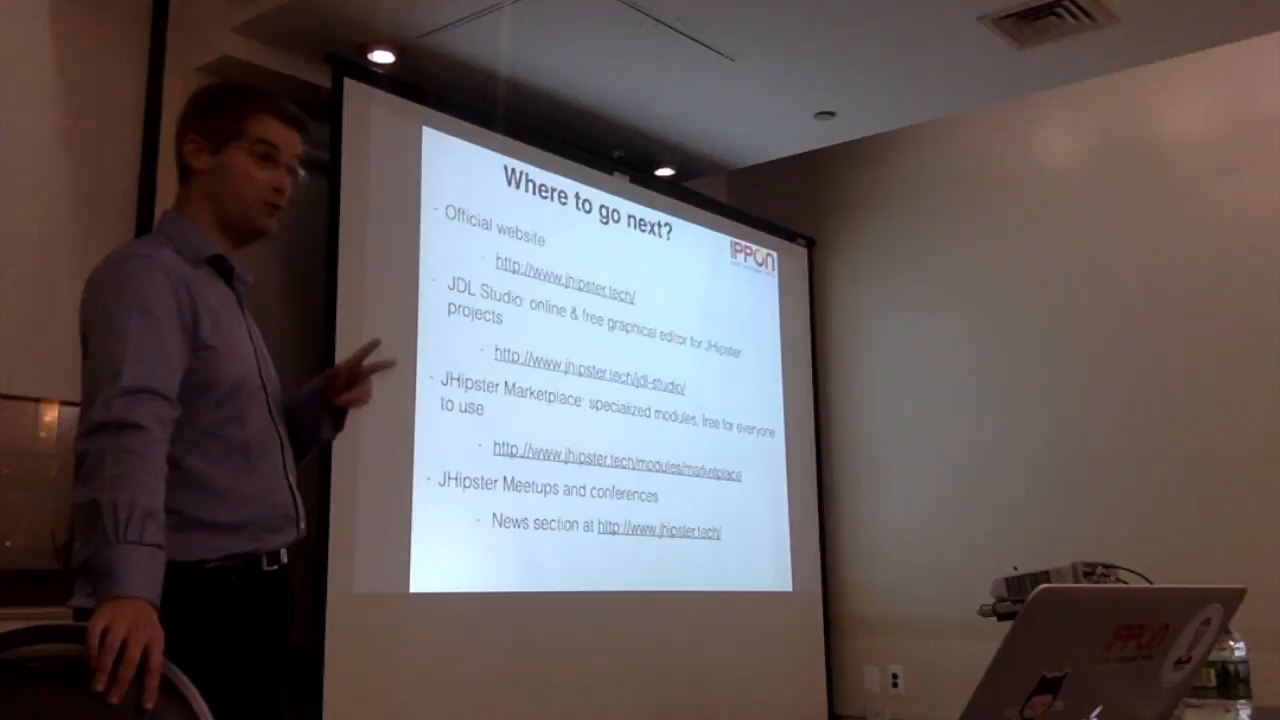 Where to go next?
IPPON
- Official website
- http://www.jhipster.tech/
- JDL Studio: online & free graphical editor for JHipster
projects
- http://www.jhipster.tech/jdl-studio/
- JHipster Marketplace: specialized modules, free for everyone
to use
- http://www.jhipster.tech/modules/marketplace
- JHipster Meetups and conferences
- News section at http://www.jhipster.tech/
IPPON